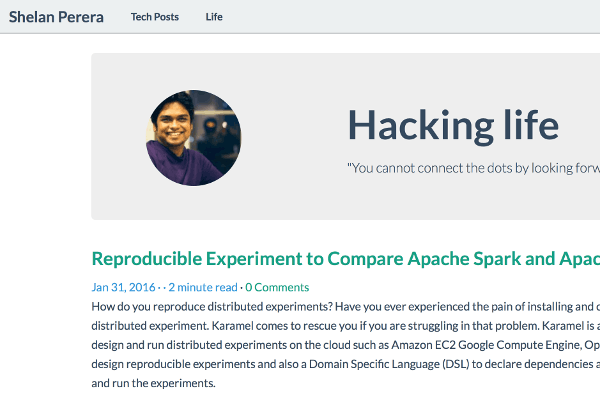 Shelan Perera Tech Posts Life
Hacking life
"You cannot connect the dots by looking
Reproducible Experiment to Compare Apache Spark and
Jan 31, 2016 · · 2 minute read · 0 Comments
How do you reproduce distributed experiments? Have you ever experienced the pain of installing and
distributed experiment. Karamel comes to rescue you if you are struggling in that problem. Karamel is
design and run distributed experiments on the cloud such as Amazon EC2 Google Compute Engine,
design reproducible experiments and also a Domain Specific Language (DSL) to declare dependencies
and run the experiments.